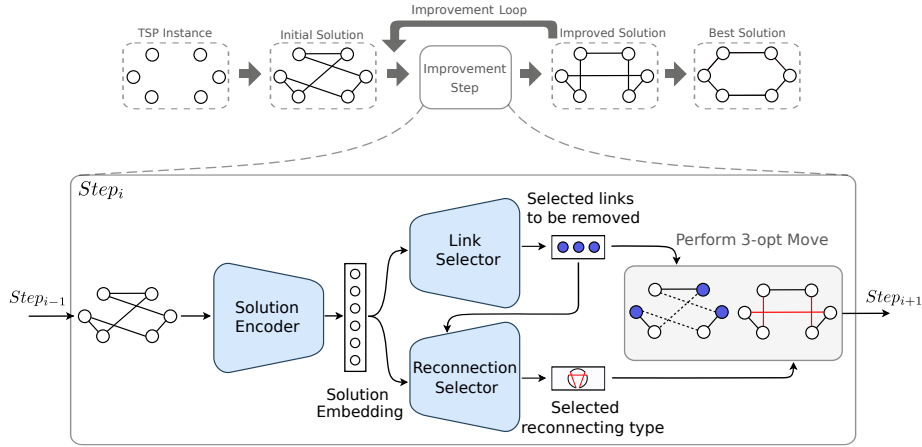 Improvement Loop
TSP Instance
Initial Solution
Improvement
Step
Improved Solution
Best Solution
Step_i
Selected links
to be removed
Link
Selector
Perform 3-opt Move
Step_{i-1}
Solution
Encoder
Step_{i+1}
Reconnection
Selector
Solution
Embedding
Selected
reconnecting type